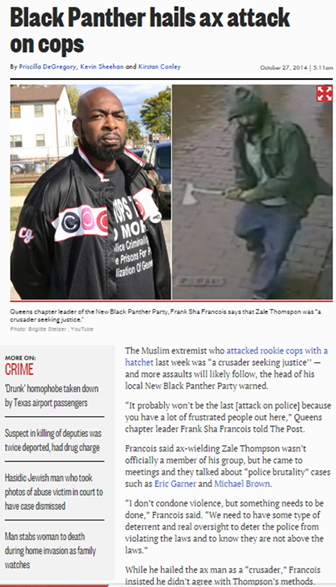 Black Panther hails ax attack
on cops
By Priscilla DeGregory, Kevin Sheehan and Kirstan Conley
October 27, 2014 | 5:11am
COPS
O MORE
lice Criminality
e Prisons For P
lization Of Gene
Queens chapter leader of the New Black Panther Party, Frank Sha Francois says that Zale Thomspon was "a
crusader seeking justice."
Photo: Brigitte Stelzer ; YouTube
MORE ON:
CRIME
'Drunk' homophobe taken down
by Texas airport passengers
Suspect in killing of deputies was
twice deported, had drug charge
Hasidic Jewish man who took
photos of abuse victim in court to
have case dismissed
Man stabs woman to death
during home invasion as family
watches
The Muslim extremist who attacked rookie cops with a
hatchet last week was "a crusader seeking justice" —
and more assaults will likely follow, the head of his
local New Black Panther Party warned.
"It probably won't be the last [attack on police] because
you have a lot of frustrated people out here," Queens
chapter leader Frank Sha Francois told The Post.
Francois said ax-wielding Zale Thompson wasn't
officially a member of his group, but he came to
meetings and they talked about "police brutality" cases
such as Eric Garner and Michael Brown.
"I don't condone violence, but something needs to be
done," Francois said. "We need to have some type of
deterrent and real oversight to deter the police from
violating the laws and to know they are not above the
laws."
While he hailed the ax man as a "crusader," Francois
insisted he didn't agree with Thompson's methods.